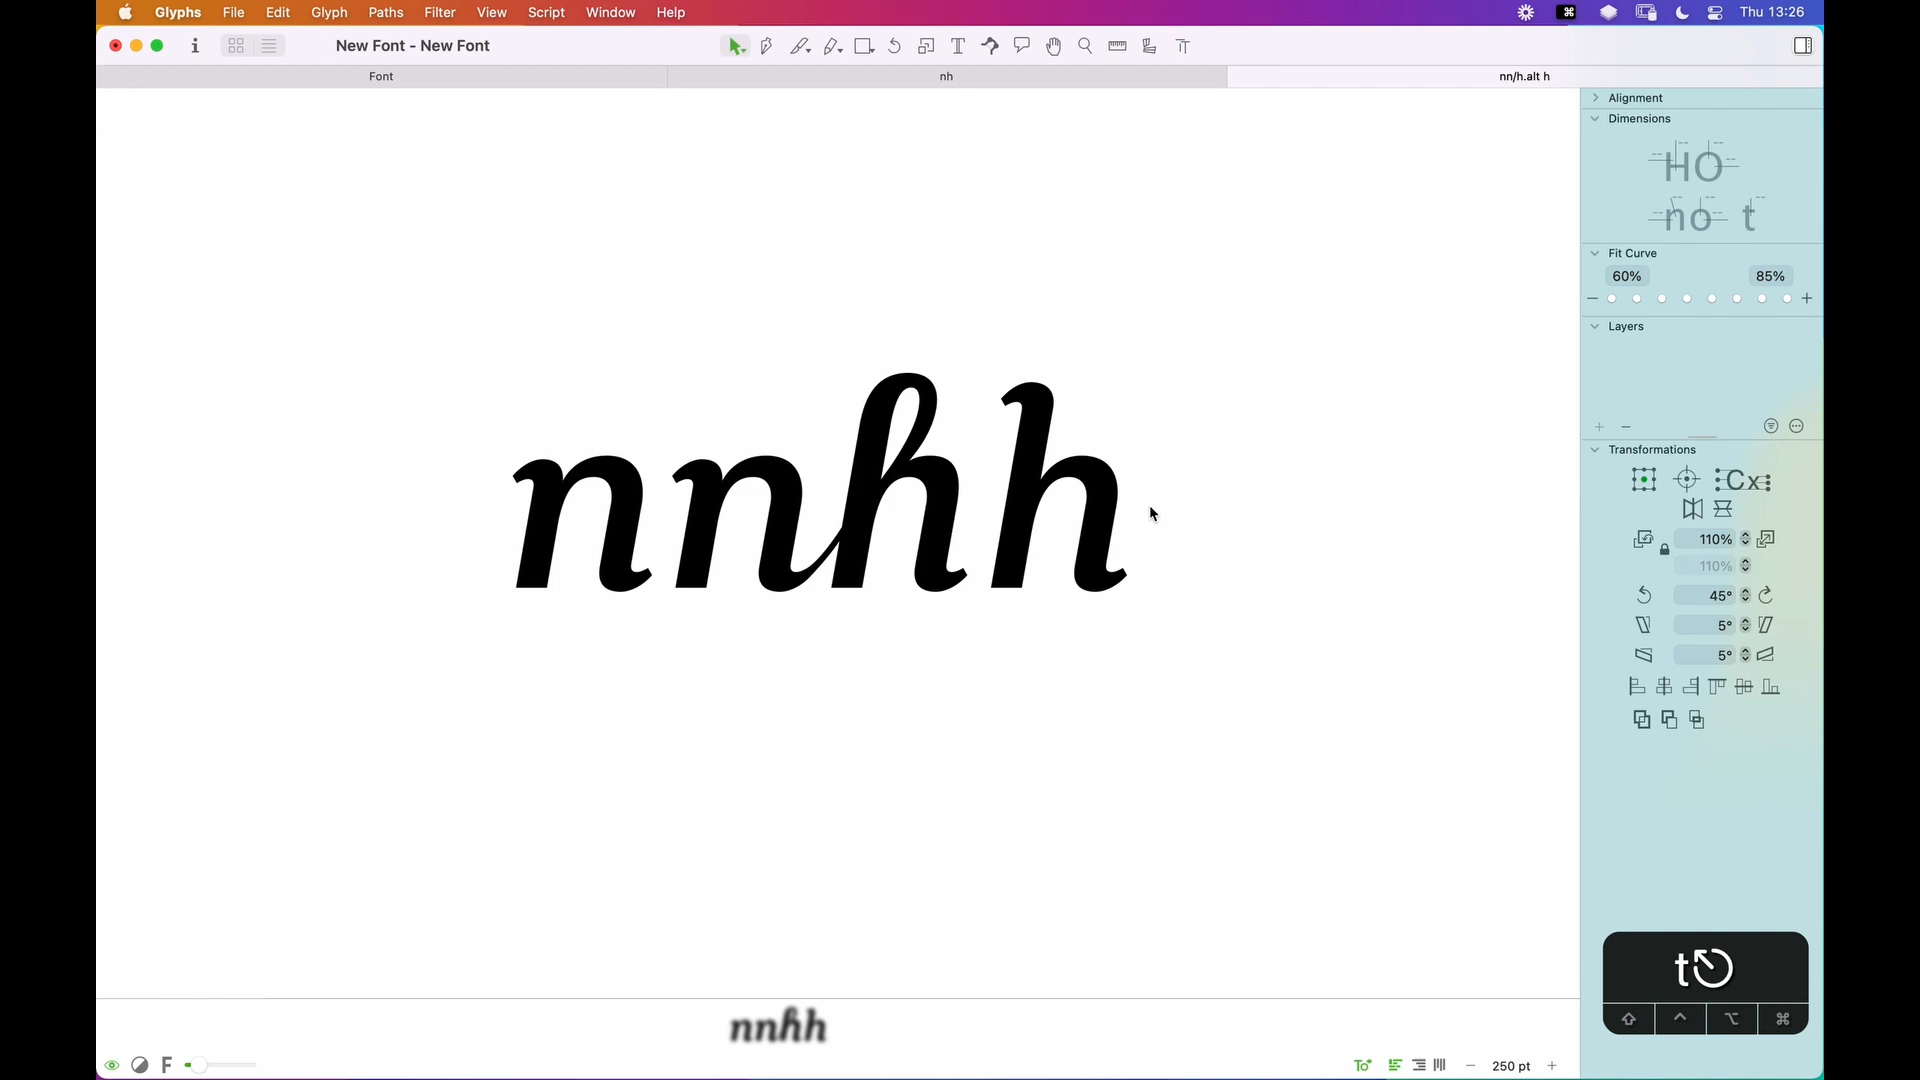 Glyphs File Edit Glyph Paths Filter View Script Window Help Thu 13:26
New Font - New Font
Font nh nn/h.alt h
Alignment
Dimensions
HO
no t
Fit Curve
60% 85%
Layers
nnhh
Transformations
Cx
110%
110%
45°
5°
5°
t
nnhh
F 250 pt